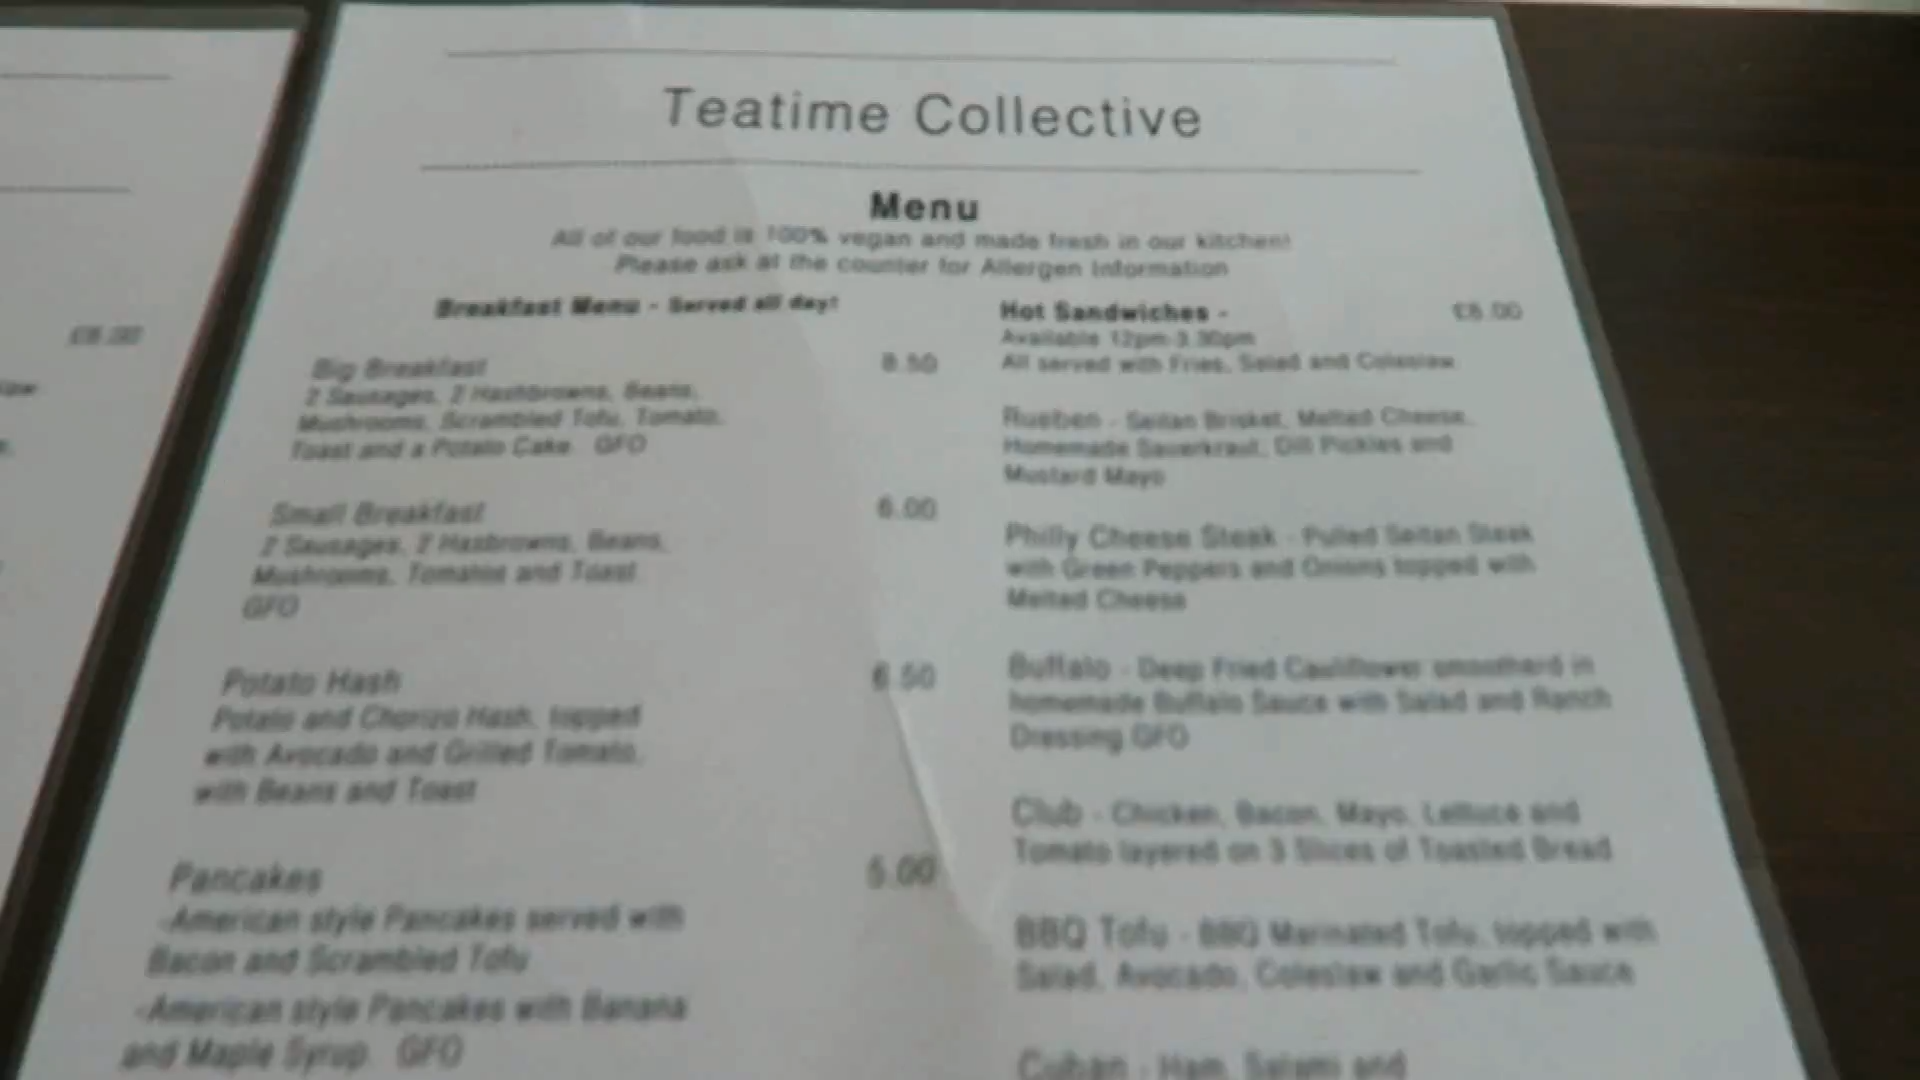 Teatime Collective
Menu
All of our food is 100% vegan and made fresh in our kitchen!
Please ask at the counter for Allergen Information
Breakfast Menu - Served all day!
Big Breakfast 8.50
2 Sausages, 2 Hashbrowns, Beans,
Mushrooms, Scrambled Tofu, Tomato,
Toast and a Potato Cake. GFO
Small Breakfast 6.00
2 Sausages, 2 Hasbrowns, Beans,
Mushrooms, Tomatos and Toast
GFO
Potato Hash 6.50
Potato and Chorizo Hash, topped
with Avocado and Grilled Tomato,
with Beans and Toast
Pancakes 5.00
-American style Pancakes served with
Bacon and Scrambled Tofu
-American style Pancakes with Banana
and Maple Syrup. GFO
Hot Sandwiches -
Available 12pm-3.30pm
All served with Fries, Salad and Coleslaw
Rueben - Seitan Brisket, Melted Cheese,
Homemade Sauerkraut, Dill Pickles and
Mustard Mayo
Philly Cheese Steak - Pulled Seitan Steak
with Green Peppers and Onions topped with
Melted Cheese
Buffalo - Deep Fried Cauliflower smootherd in
homemade Buffalo Sauce with Salad and Ranch
Dressing GFO
Club - Chicken, Bacon, Mayo, Lettuce and
Tomato layered on 3 Slices of Toasted Bread
BBQ Tofu - BBQ Marinated Tofu, topped with
Salad, Avocado, Coleslaw and Garlic Sauce
Cuban - Ham, Salami and